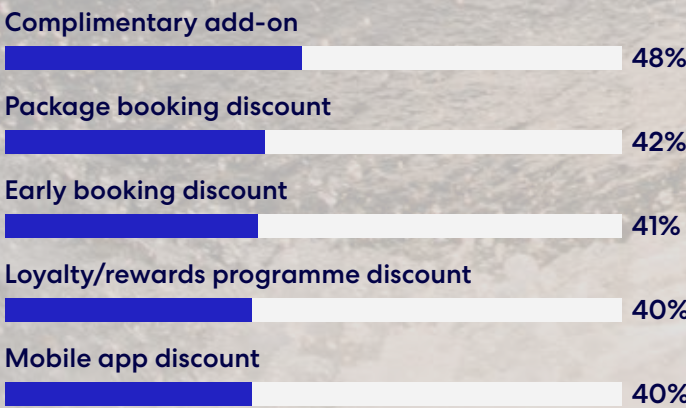 Complimentary add-on
48%
Package booking discount
42%
Early booking discount
41%
Loyalty/rewards programme discount
40%
Mobile app discount
40%